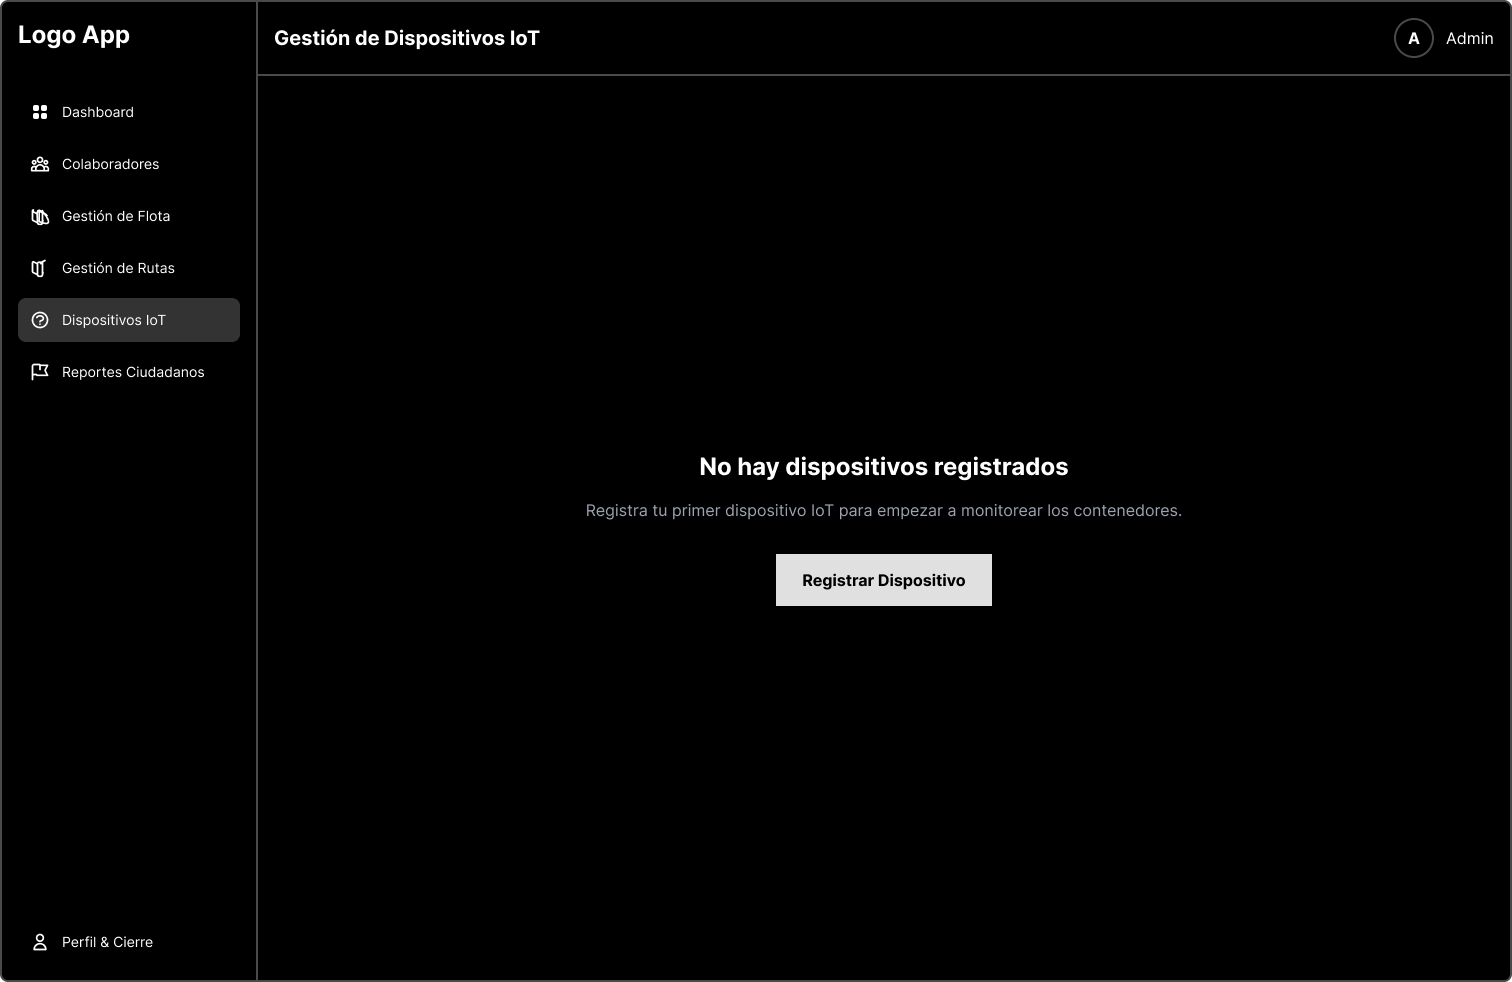 Logo App
Gestión de Dispositivos IoT
A
Admin
Dashboard
Colaboradores
Gestión de Flota
Gestión de Rutas
Dispositivos IoT
Reportes Ciudadanos
No hay dispositivos registrados
Registra tu primer dispositivo IoT para empezar a monitorear los contenedores.
Registrar Dispositivo
Perfil & Cierre